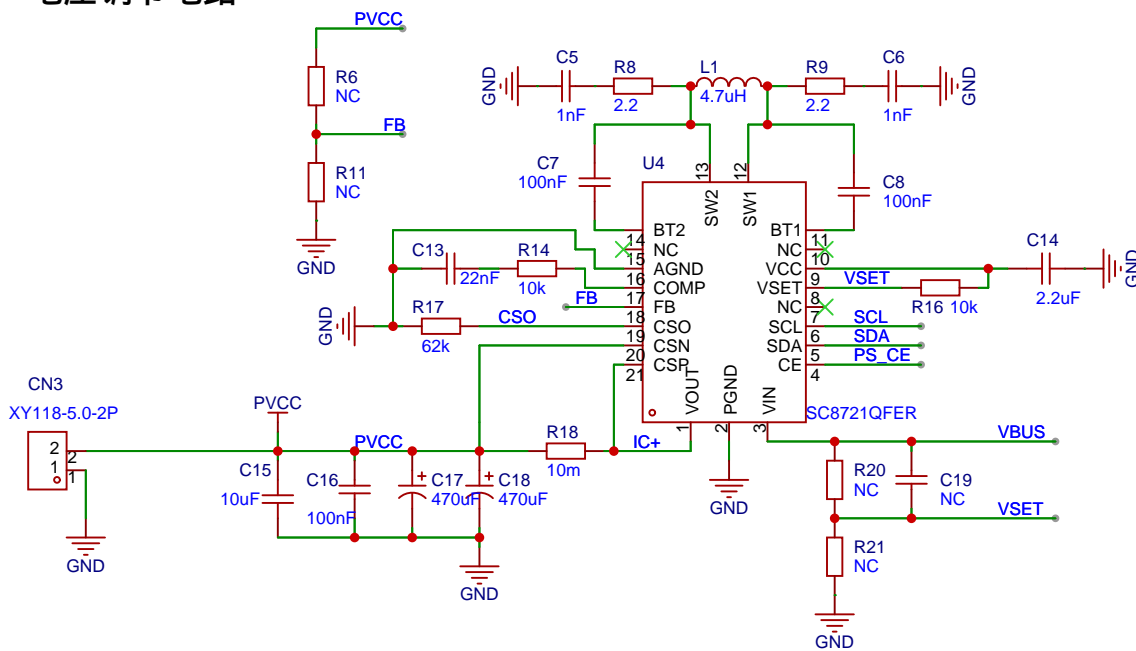 PVCC
R6
NC
FB
R11
NC
GND
GND
C5
1nF
R8
2.2
L1
4.7uH
R9
2.2
C6
1nF
GND
C7
100nF
U4
13
12
SW2
SW1
C8
100nF
BT2
14
NC
15
AGND
16
COMP
17
FB
18
CSO
19
CSN
20
CSP
21
BT1
11
NC
10
VCC
9
VSET
8
NC
7
SCL
6
SDA
5
CE
4
VOUT
PGND
VIN
1
2
3
SC8721QFER
C13
22nF
R14
10k
FB
GND
R17
62k
CSO
VSET
R16 10k
C14
2.2uF
GND
SCL
SDA
PS_CE
CN3
XY118-5.0-2P
2
1
2
1
GND
PVCC
PVCC
R18
10m
IC+
C15
10uF
C16
100nF
C17
470uF
C18
470uF
GND
GND
VBUS
R20
NC
C19
NC
VSET
R21
NC
GND